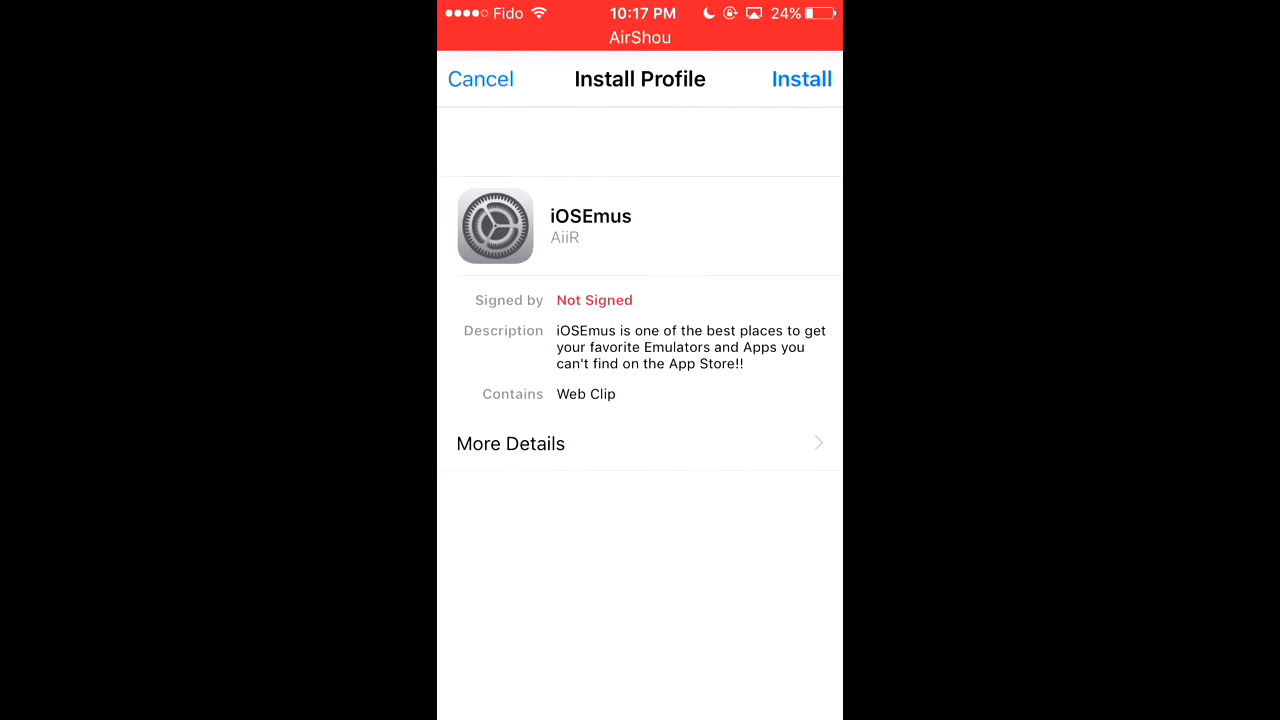 Fido 10:17 PM 24%
AirShou
Cancel Install Profile Install
iOSEmus
AiiR
Signed by Not Signed
Description iOSEmus is one of the best places to get
your favorite Emulators and Apps you
can't find on the App Store!!
Contains Web Clip
More Details